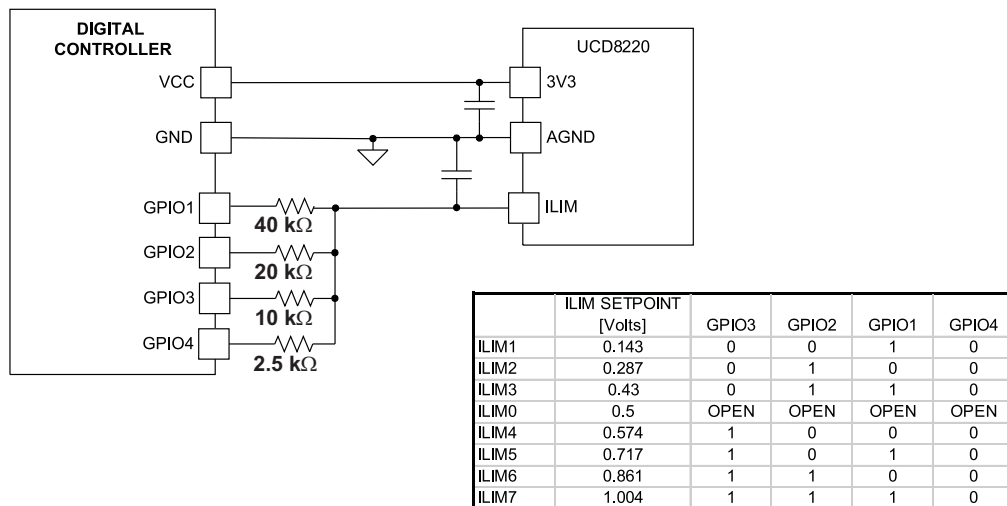 DIGITAL
CONTROLLER
UCD8220
VCC
3V3
GND
AGND
GPIO1
40 kΩ
ILIM
GPIO2
20 kΩ
GPIO3
10 kΩ
GPIO4
2.5 kΩ
ILIM SETPOINT
[Volts] GPIO3 GPIO2 GPIO1 GPIO4
ILIM1 0.143 0 0 1 0
ILIM2 0.287 0 1 0 0
ILIM3 0.43 0 1 1 0
ILIM0 0.5 OPEN OPEN OPEN OPEN
ILIM4 0.574 1 0 0 0
ILIM5 0.717 1 0 1 0
ILIM6 0.861 1 1 0 0
ILIM7 1.004 1 1 1 0